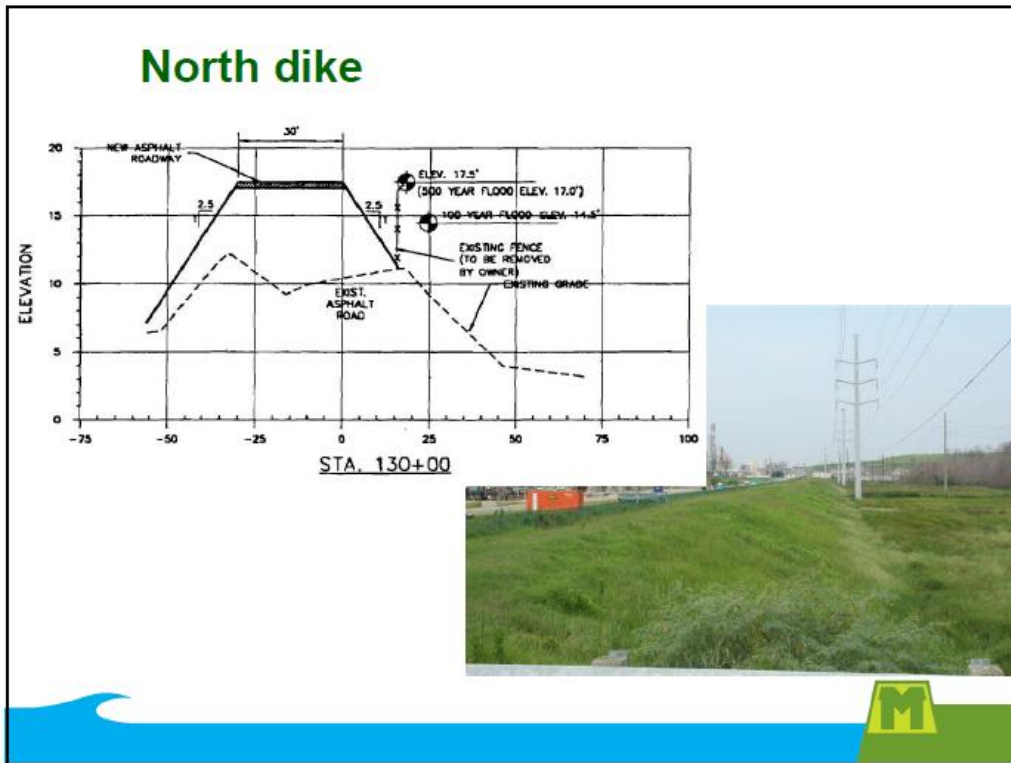 North dike
30'
NEW ASPHALT
ROADWAY
20
15
10
5
0
ELEVATION
2.5
1
2.5
1
ELEV. 17.5'
(500 YEAR FLOOD ELEV. 17.0')
100 YEAR FLOOD ELEV. 14.5'
EXISTING FENCE
(TO BE REMOVED
BY OWNER)
EXISTING GRADE
EXIST.
ASPHALT
ROAD
-75
-50
-25
0
25
50
75
100
STA. 130+00
M